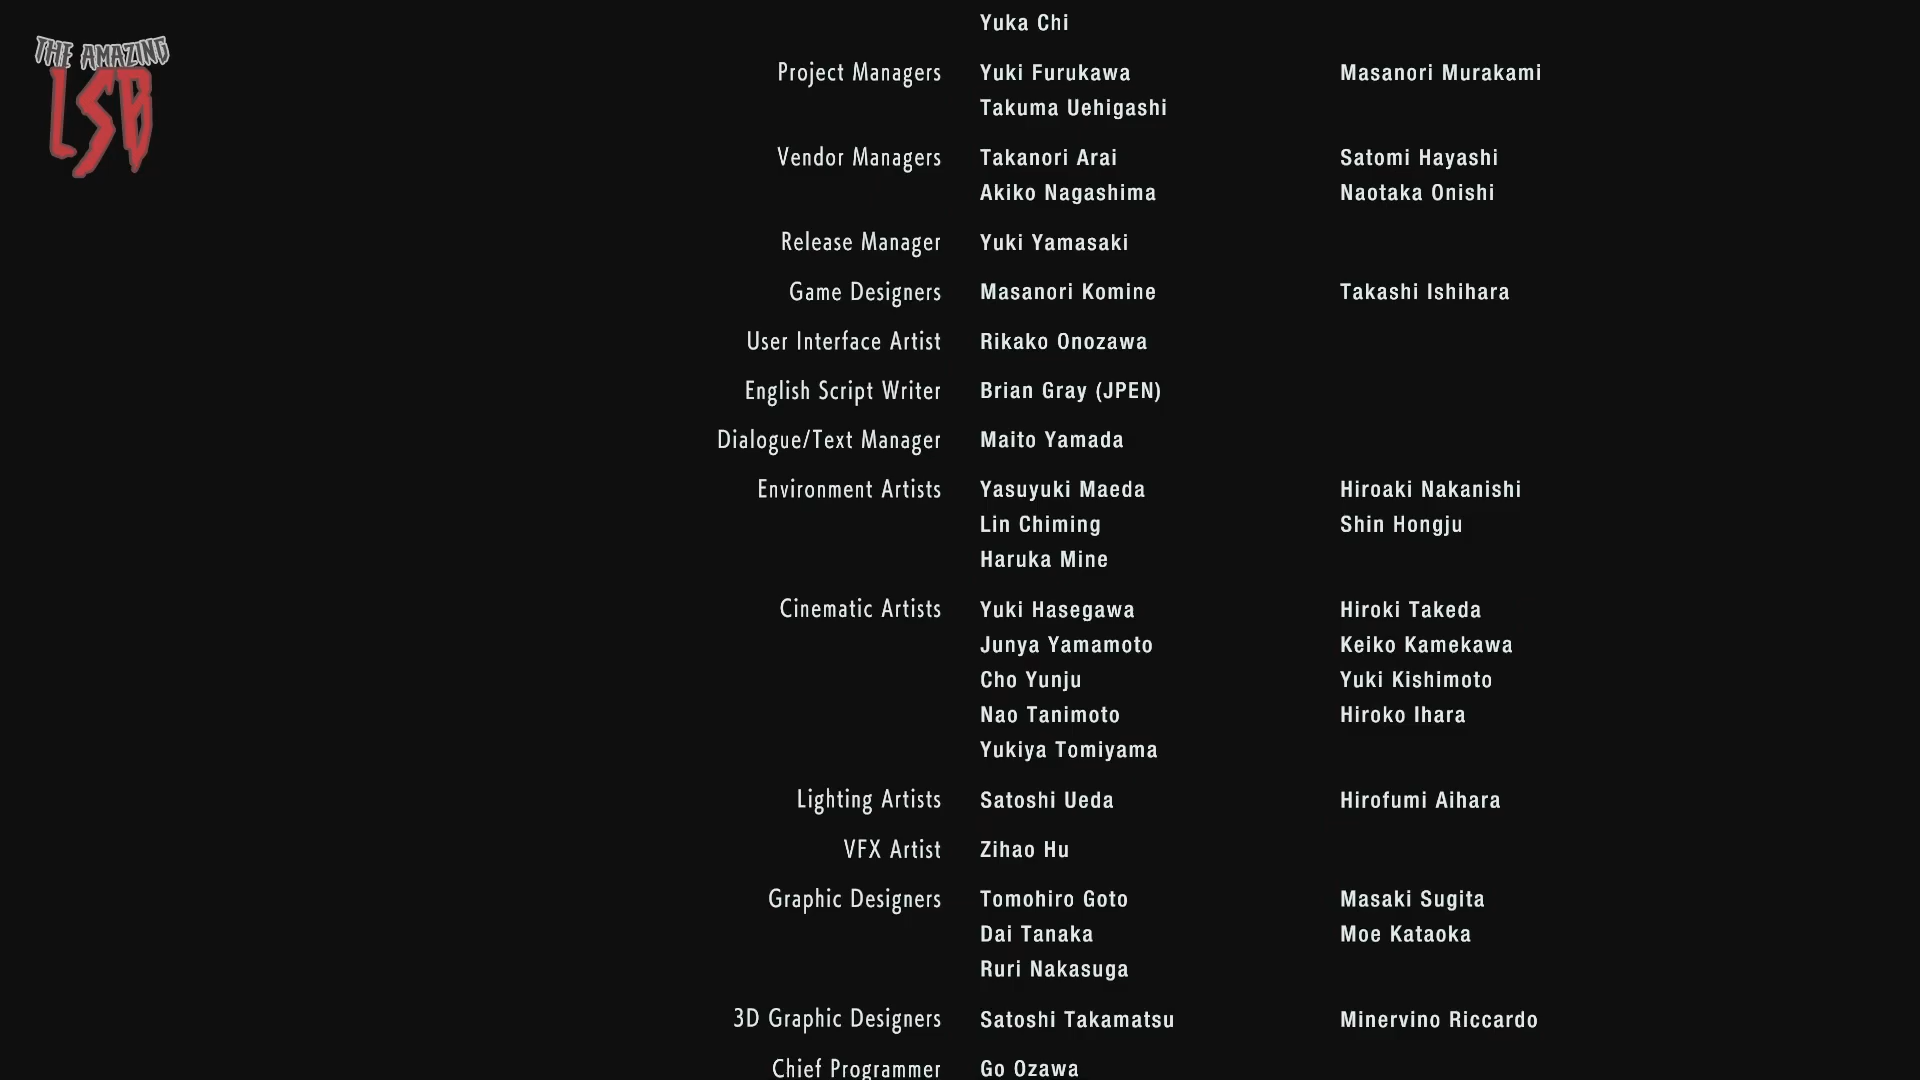 THE AMAZING
LSB
Yuka Chi
Project Managers Yuki Furukawa Masanori Murakami
Takuma Uehigashi
Vendor Managers Takanori Arai Satomi Hayashi
Akiko Nagashima Naotaka Onishi
Release Manager Yuki Yamasaki
Game Designers Masanori Komine Takashi Ishihara
User Interface Artist Rikako Onozawa
English Script Writer Brian Gray (JPEN)
Dialogue/Text Manager Maito Yamada
Environment Artists Yasuyuki Maeda Hiroaki Nakanishi
Lin Chiming Shin Hongju
Haruka Mine
Cinematic Artists Yuki Hasegawa Hiroki Takeda
Junya Yamamoto Keiko Kamekawa
Cho Yunju Yuki Kishimoto
Nao Tanimoto Hiroko Ihara
Yukiya Tomiyama
Lighting Artists Satoshi Ueda Hirofumi Aihara
VFX Artist Zihao Hu
Graphic Designers Tomohiro Goto Masaki Sugita
Dai Tanaka Moe Kataoka
Ruri Nakasuga
3D Graphic Designers Satoshi Takamatsu Minervino Riccardo
Chief Programmer Go Ozawa